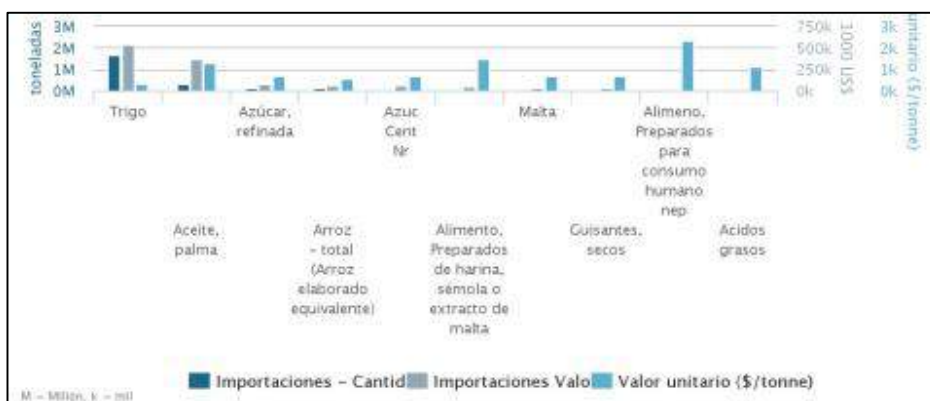 3M
2M
1M
0M
toneladas
750k
500k
250k
0k
1000 US$
3k
2k
1k
0k
unitario ($/tonne)
Trigo
Azúcar,
refinada
Azuc
Cent
Nr
Malta
Alimeno,
Preparados
para
consumo
humano
nep
Aceite,
palma
Arroz
- total
(Arroz
elaborado
equivalente)
Alimento,
Preparados
de harina,
sémola o
extracto de
malta
Guisantes,
secos
Acidos
grasos
Importaciones - Cantid Importaciones Valo Valor unitario ($/tonne)
M - Millon, k - mil